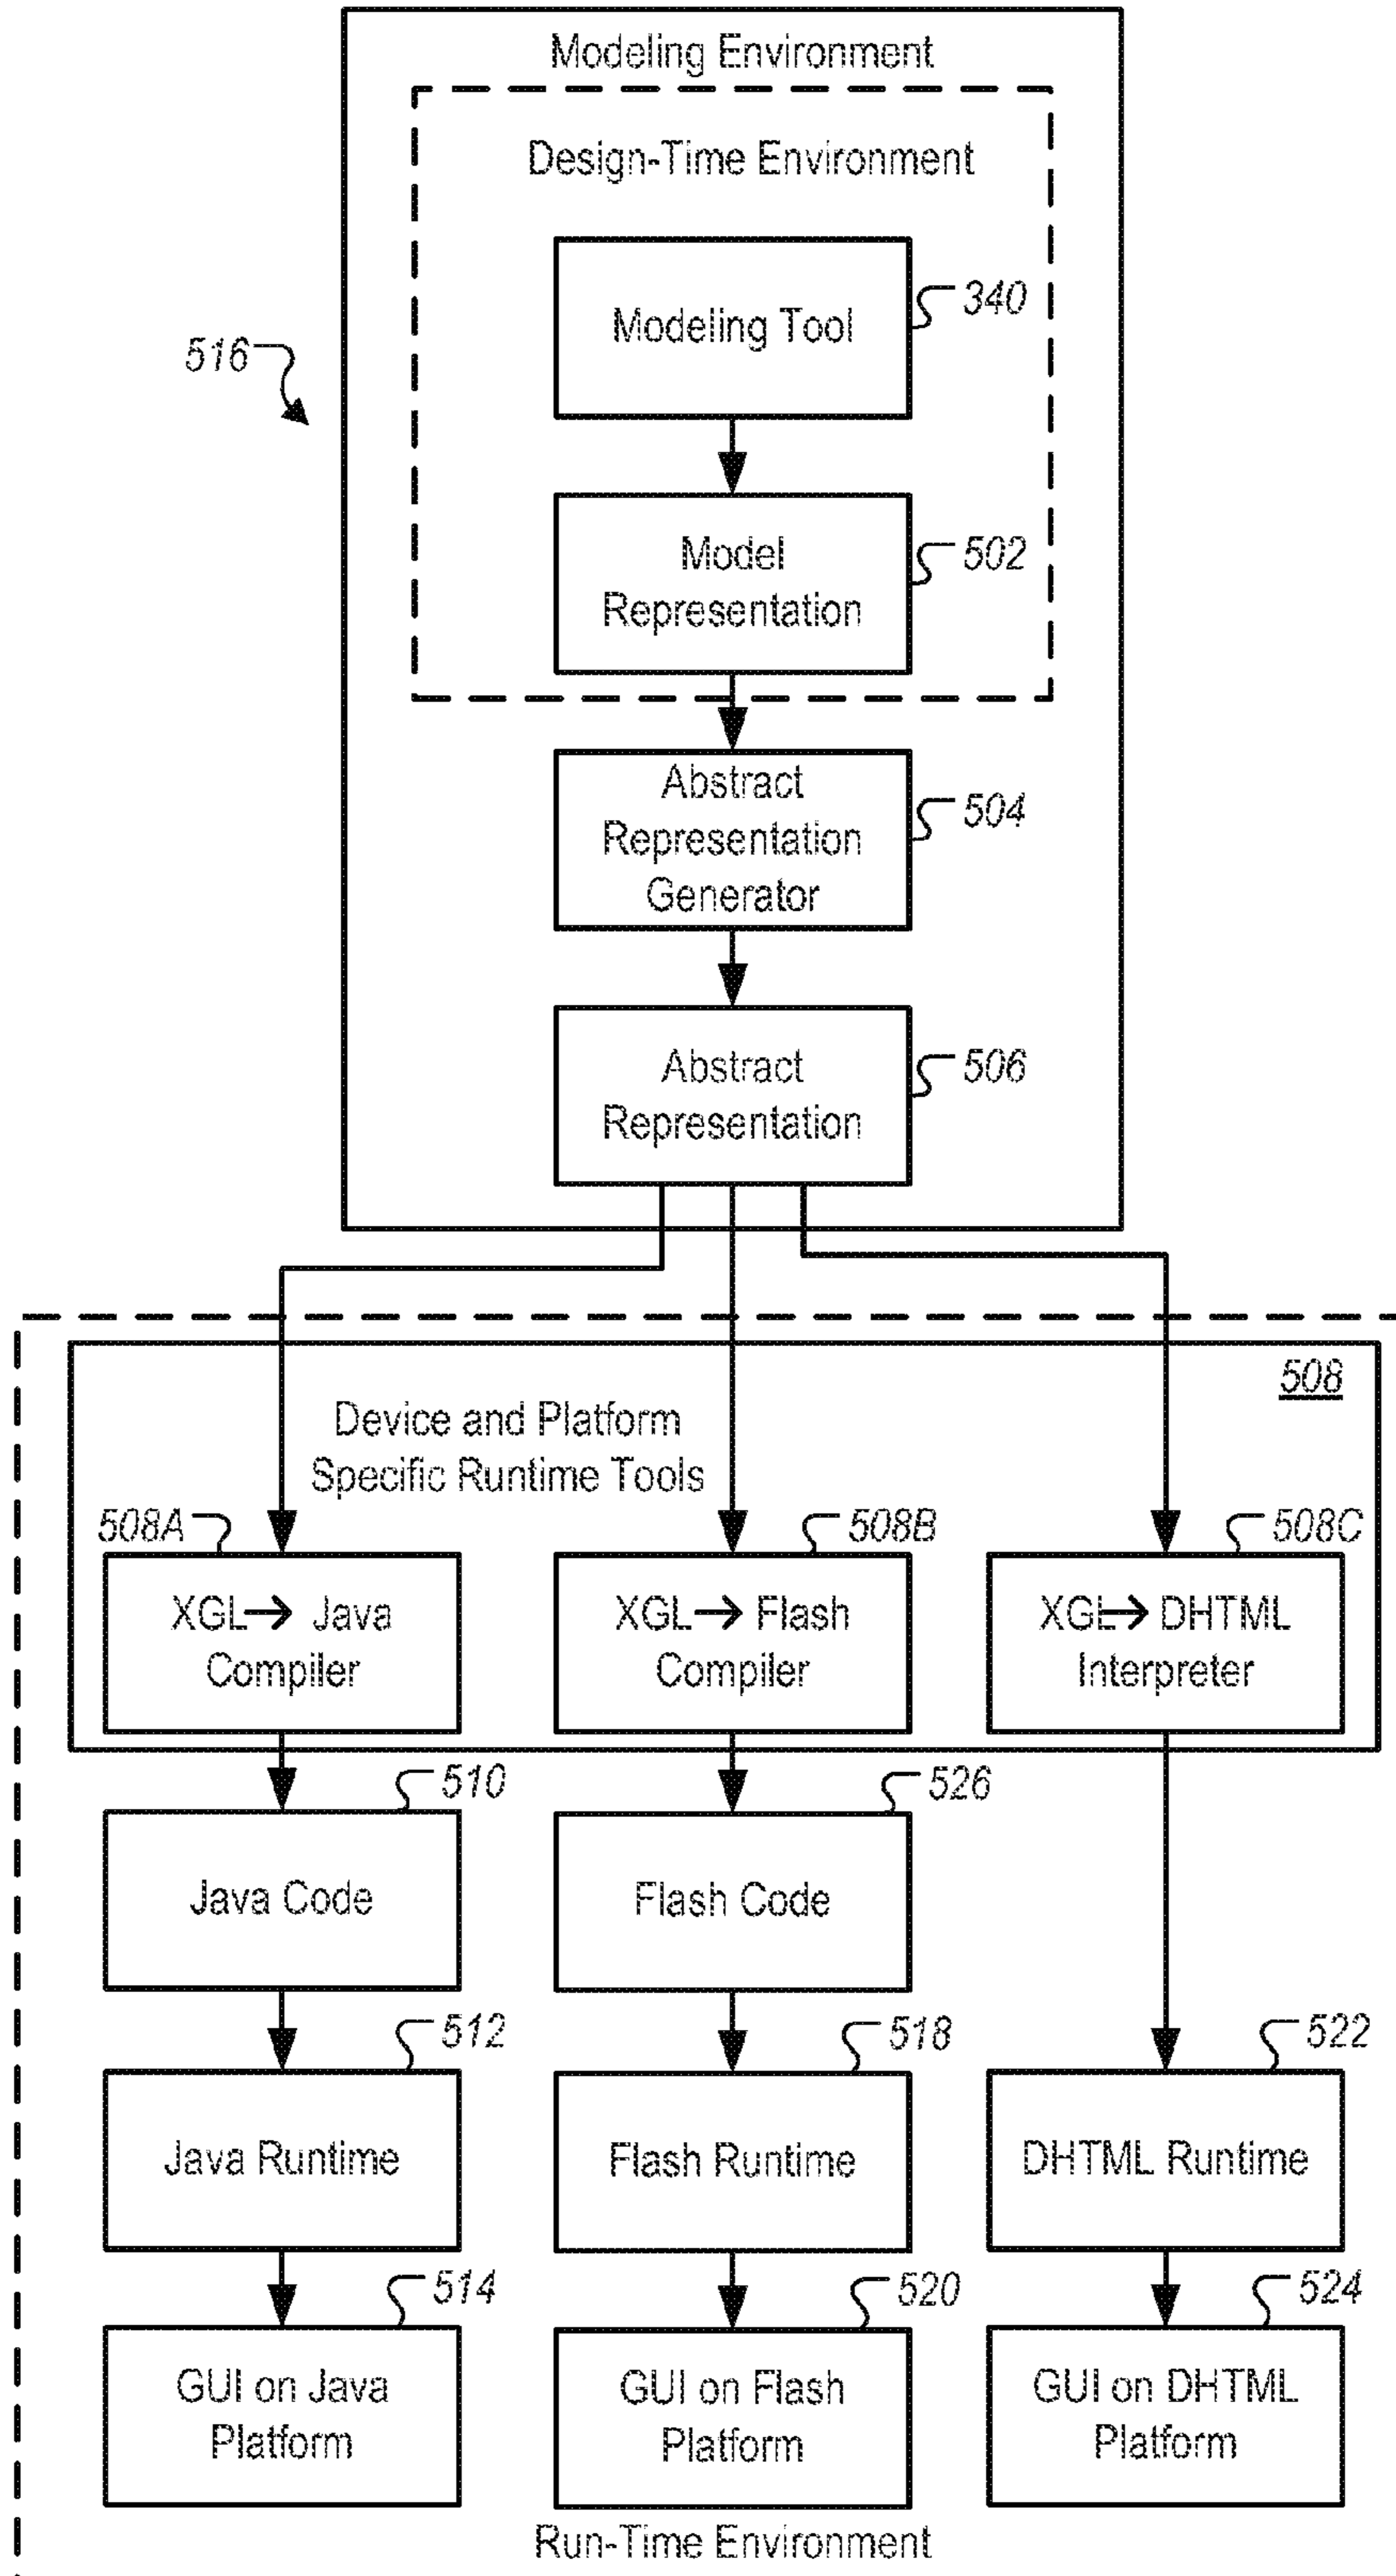 Modeling Environment
Design-Time Environment
Modeling Tool
340
516
Model
Representation
502
Abstract
Representation
Generator
504
Abstract
Representation
506
508
Device and Platform
Specific Runtime Tools
508A
508B
508C
XGL→ Java
Compiler
XGL→ Flash
Compiler
XGL→ DHTML
Interpreter
510
526
Java Code
Flash Code
512
518
522
Java Runtime
Flash Runtime
DHTML Runtime
514
520
524
GUI on Java
Platform
GUI on Flash
Platform
GUI on DHTML
Platform
Run-Time Environment